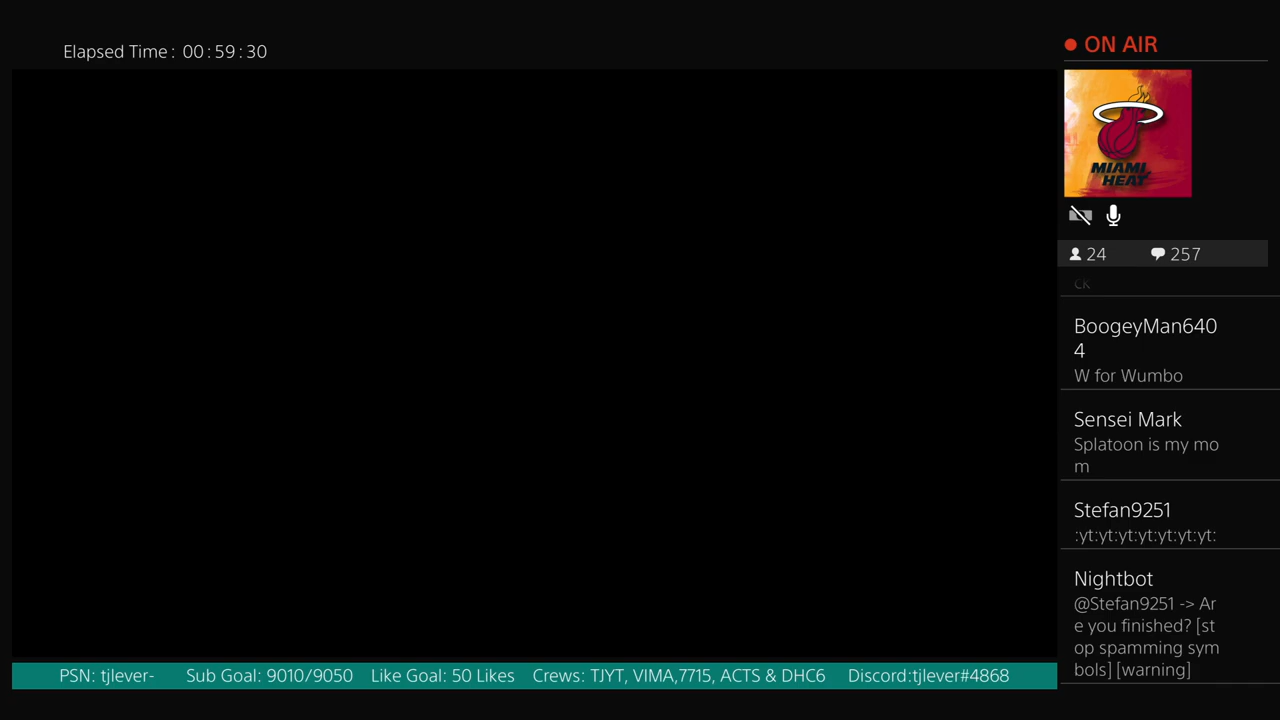 Elapsed Time: 00:59:30
ON AIR
MIAMI
HEAT
24 257
ck
BoogeyMan640
4
W for Wumbo
Sensei Mark
Splatoon is my mo
m
Stefan9251
:yt:yt:yt:yt:yt:yt:yt:
Nightbot
@Stefan9251 -> Ar
e you finished? [st
op spamming sym
bols] [warning]
PSN: tjlever- Sub Goal: 9010/9050 Like Goal: 50 Likes Crews: TJYT, VIMA,7715, ACTS & DHC6 Discord:tjlever#4868